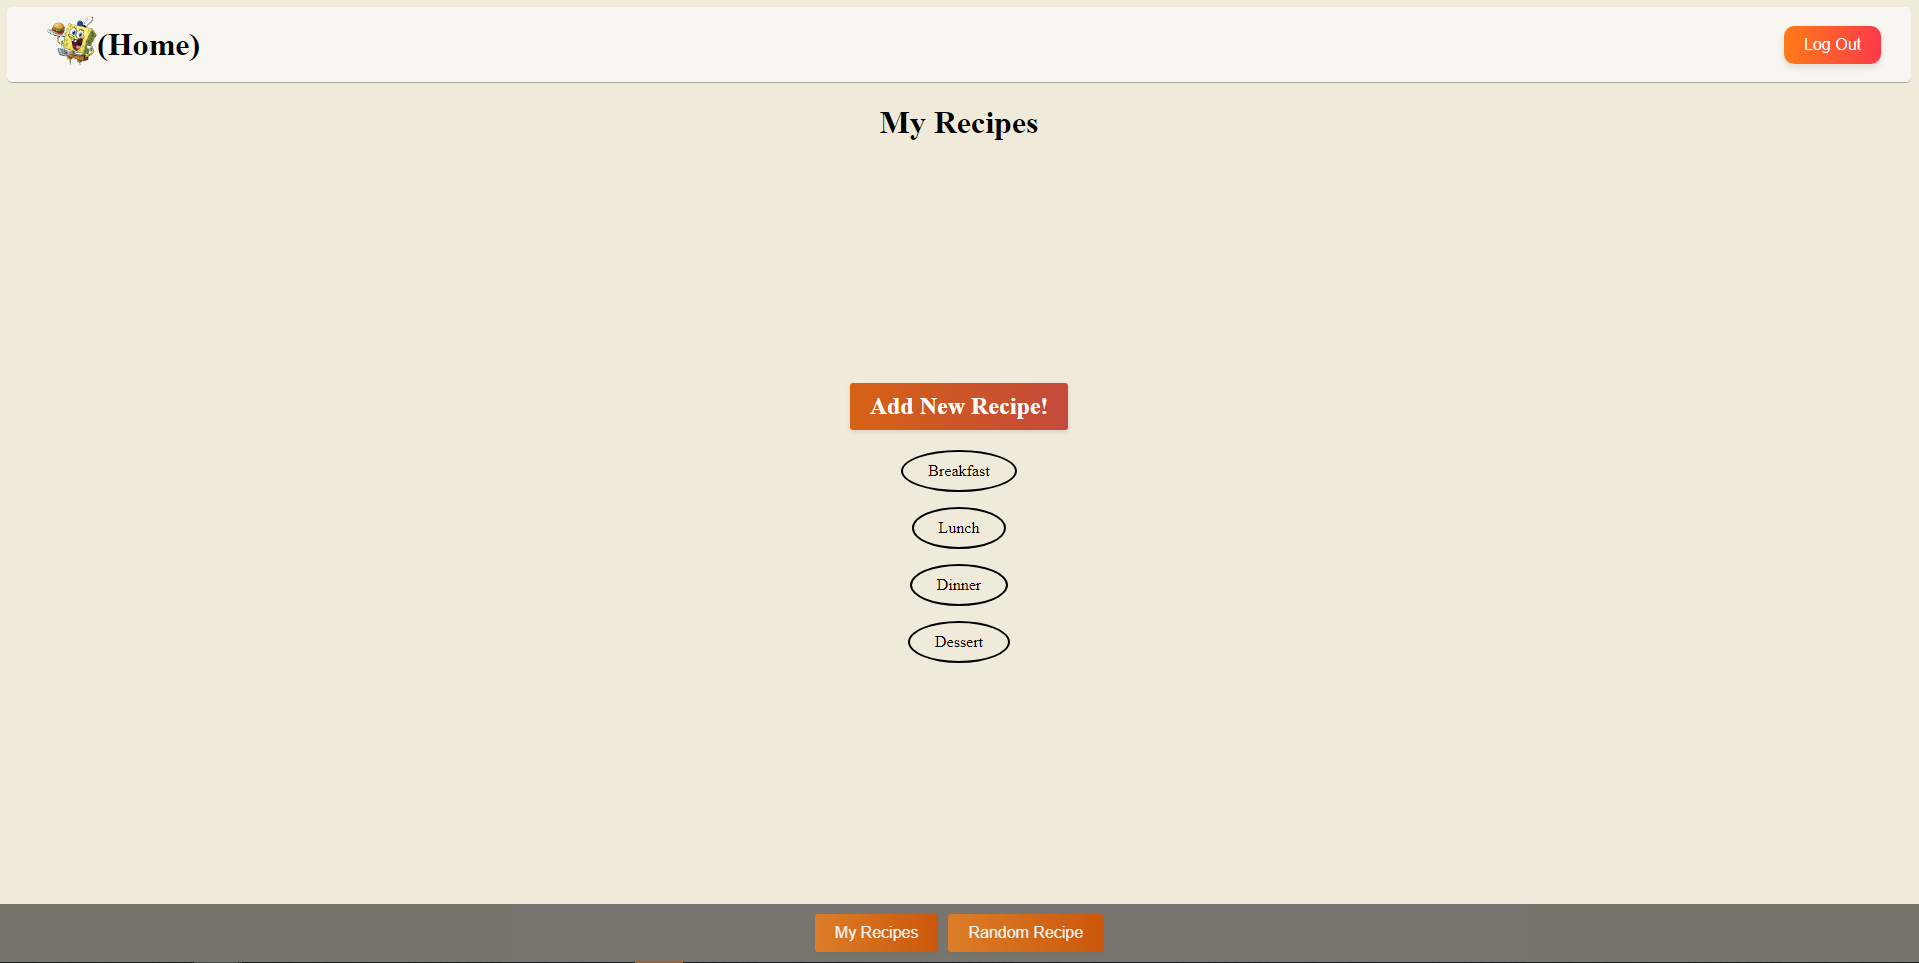 (Home)
Log Out
My Recipes
Add New Recipe!
Breakfast
Lunch
Dinner
Dessert
My Recipes
Random Recipe